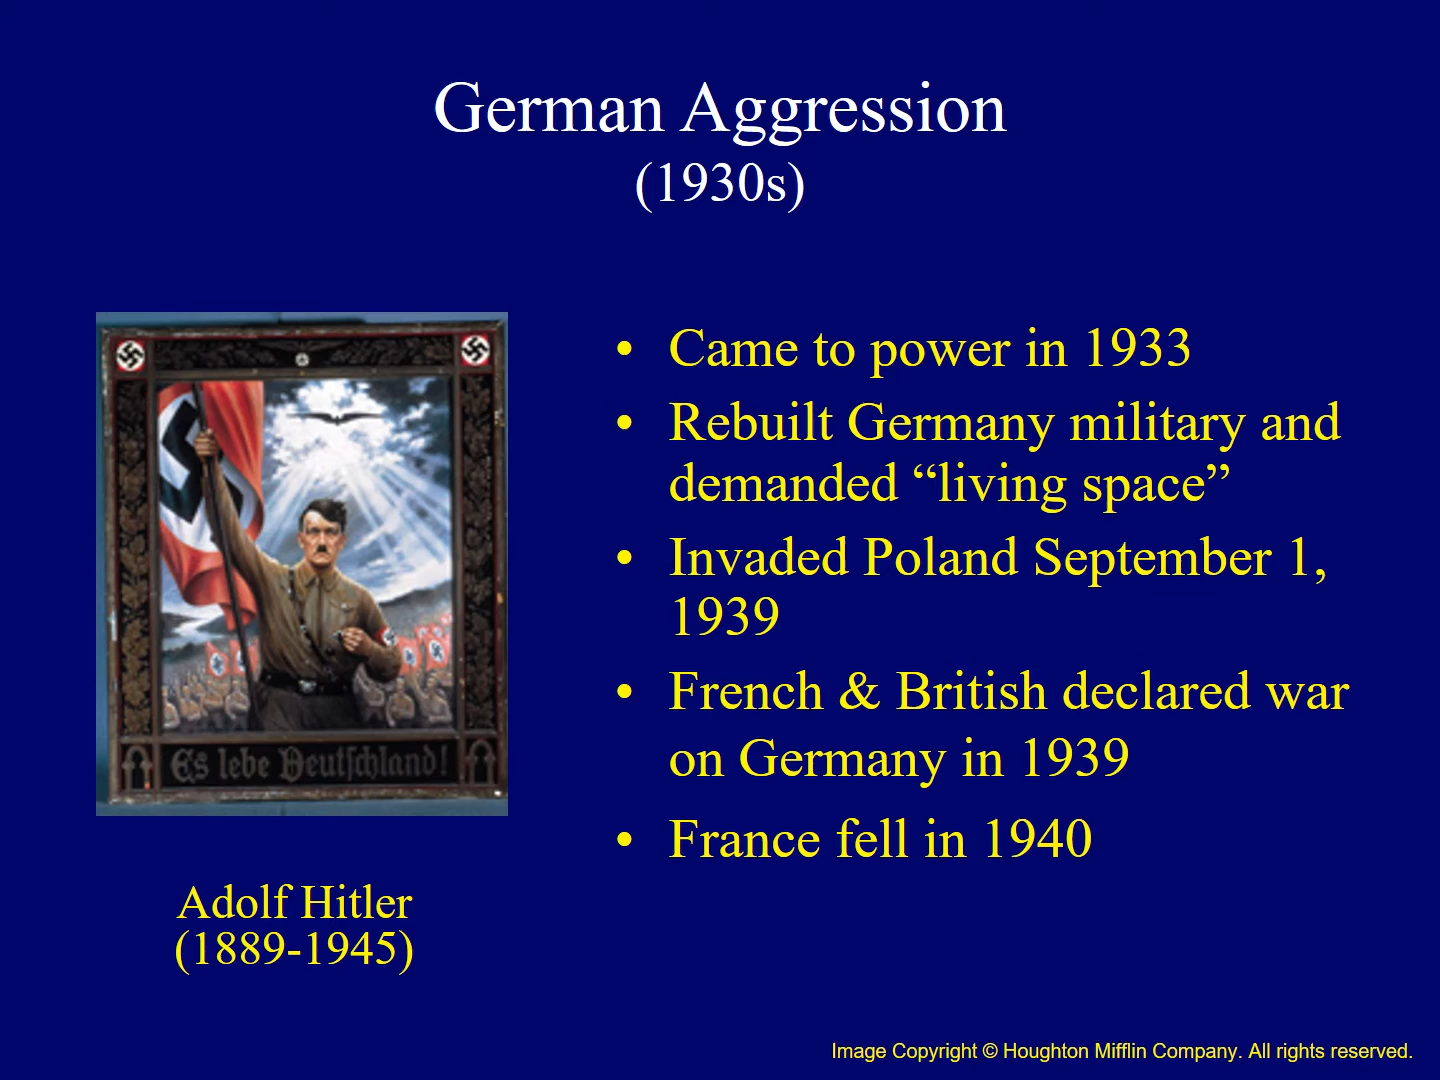 German Aggression
(1930s)
Es lebe Deutschland!
Adolf Hitler
(1889-1945)
• Came to power in 1933
• Rebuilt Germany military and
demanded “living space”
• Invaded Poland September 1,
1939
• French & British declared war
on Germany in 1939
• France fell in 1940
Image Copyright © Houghton Mifflin Company. All rights reserved.